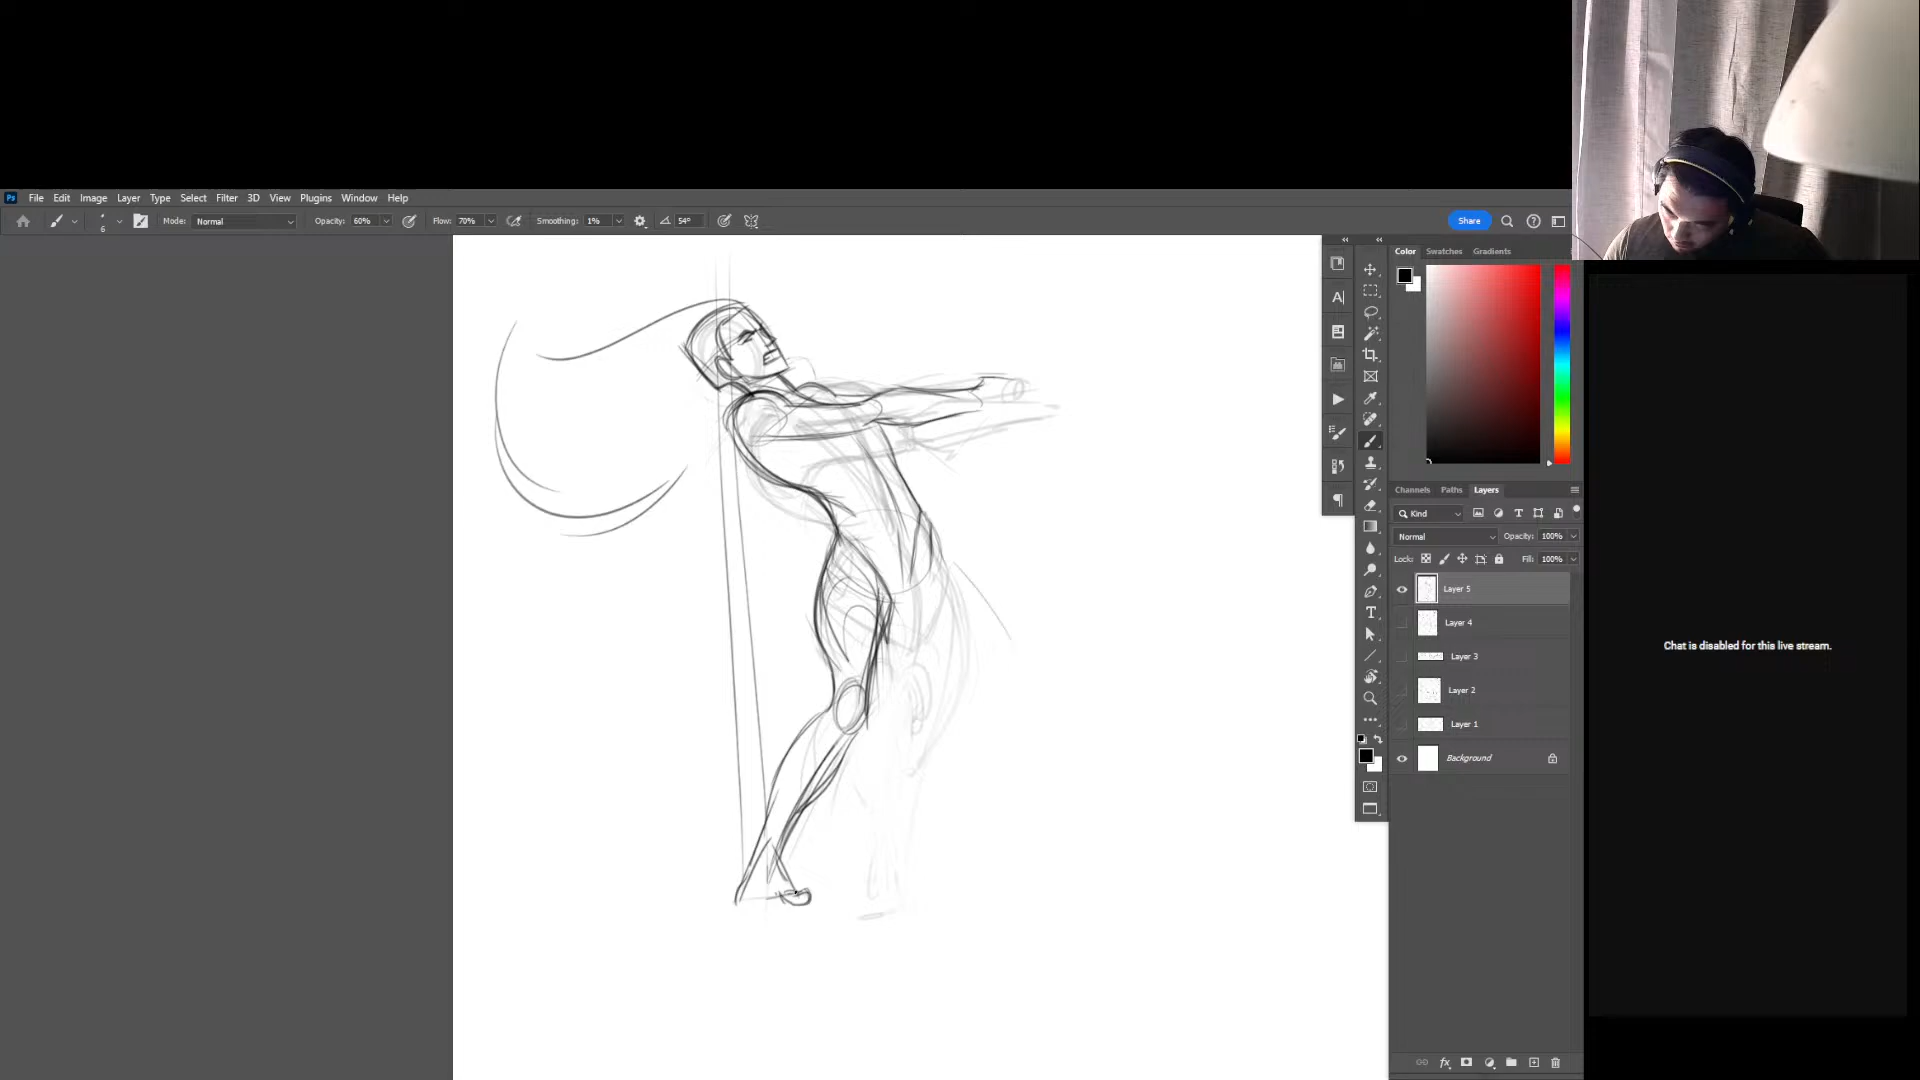 Ps File Edit Image Layer Type Select Filter 3D View Plugins Window Help
6 Mode: Normal Opacity: 60% Flow: 70% Smoothing: 1% 54° Share
Color Swatches Gradients
Channels Paths Layers
Kind
Normal Opacity: 100%
Lock: Fill: 100%
Layer 5
Layer 4
Layer 3
Layer 2
Layer 1
Background
Chat is disabled for this live stream.